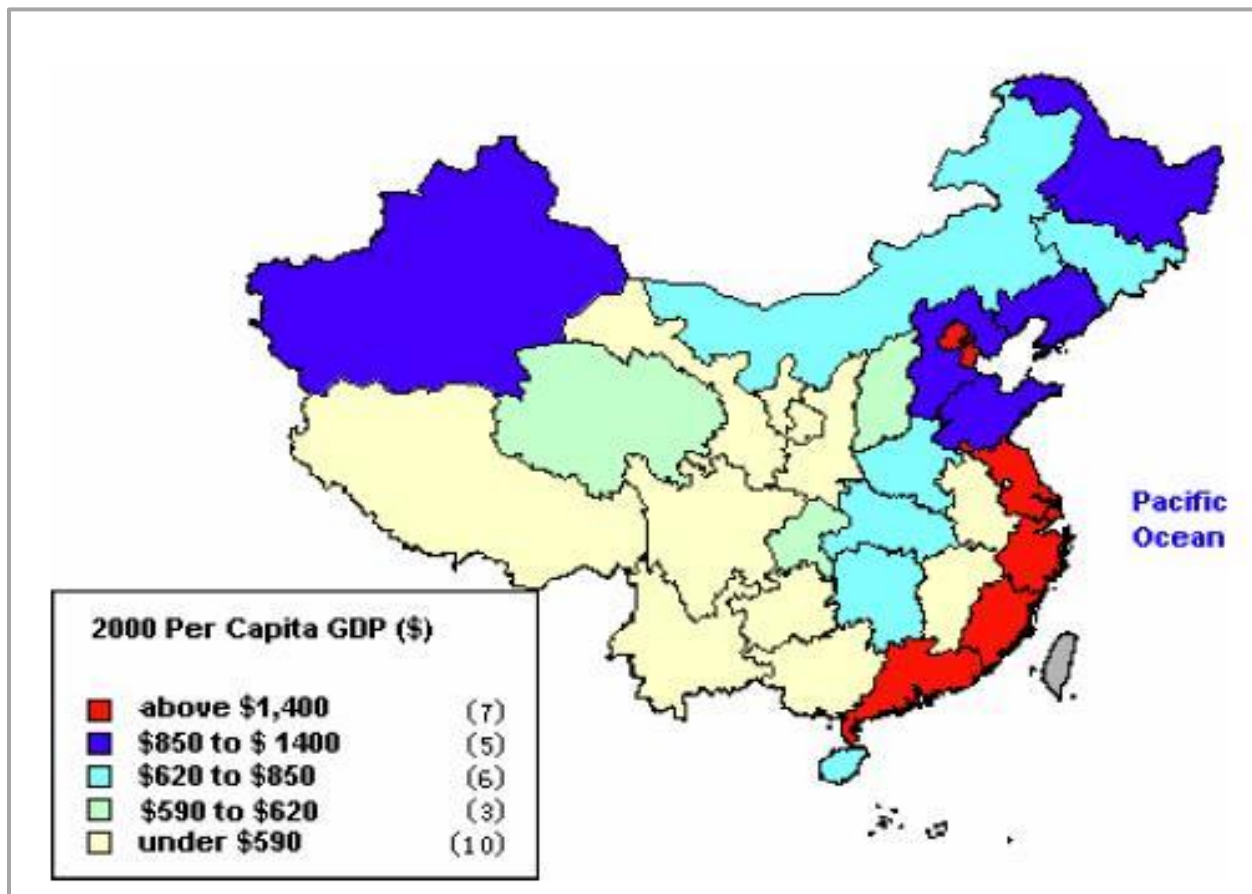 Pacific
Ocean
2000 Per Capita GDP ($)
above $1,400 (7)
$850 to $ 1400 (5)
$620 to $850 (6)
$590 to $620 (3)
under $590 (10)